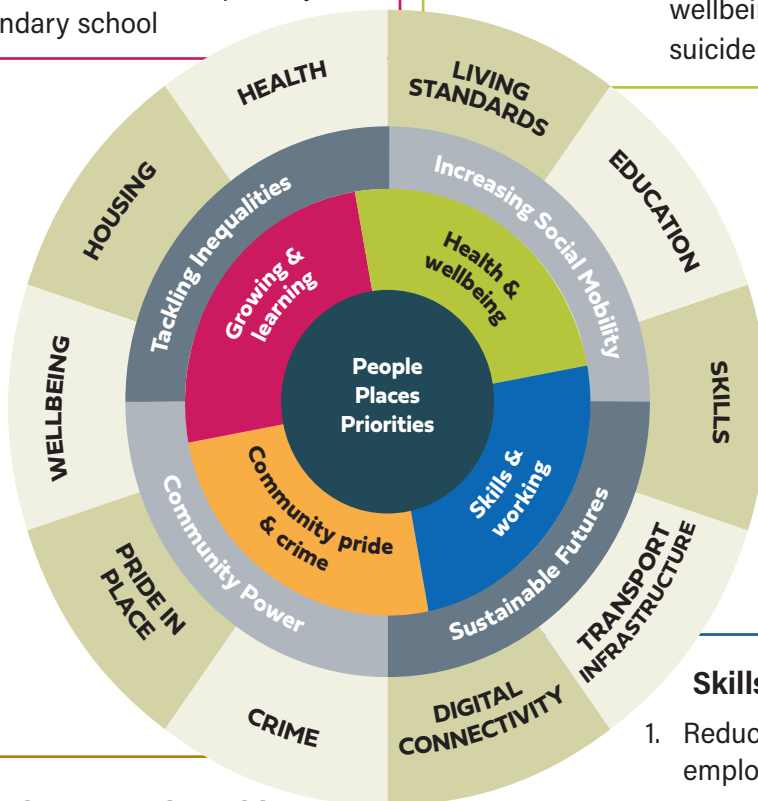 ndary school
suicide
HEALTH
LIVING
STANDARDS
EDUCATION
SKILLS
TRANSPORT
INFRASTRUCTURE
DIGITAL
CONNECTIVITY
CRIME
PRIDE IN
PLACE
WELLBEING
HOUSING
Tackling Inequalities
Increasing Social Mobility
Sustainable Futures
Community Power
Growing &
learning
Health &
wellbeing
Skills &
working
Community pride
& crime
People
Places
Priorities
Skills
1. Reduc
emplo